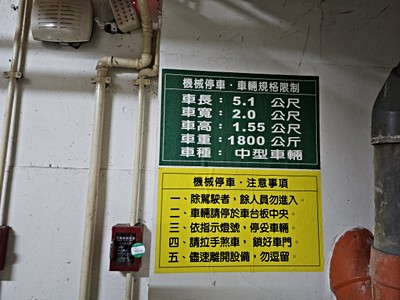 機械停車・車輛規格限制
車長：5.1 公尺
車寬：2.0 公尺
車高：1.55 公尺
車重：1800 公斤
車種：中型車輛
機械停車・注意事項
一、除駕駛者，餘人員勿進入。
二、車輛請停於車台板中央。
三、依指示燈號，停妥車輛。
四、請拉手煞車，鎖好車門。
五、儘速離開設備，勿逗留。